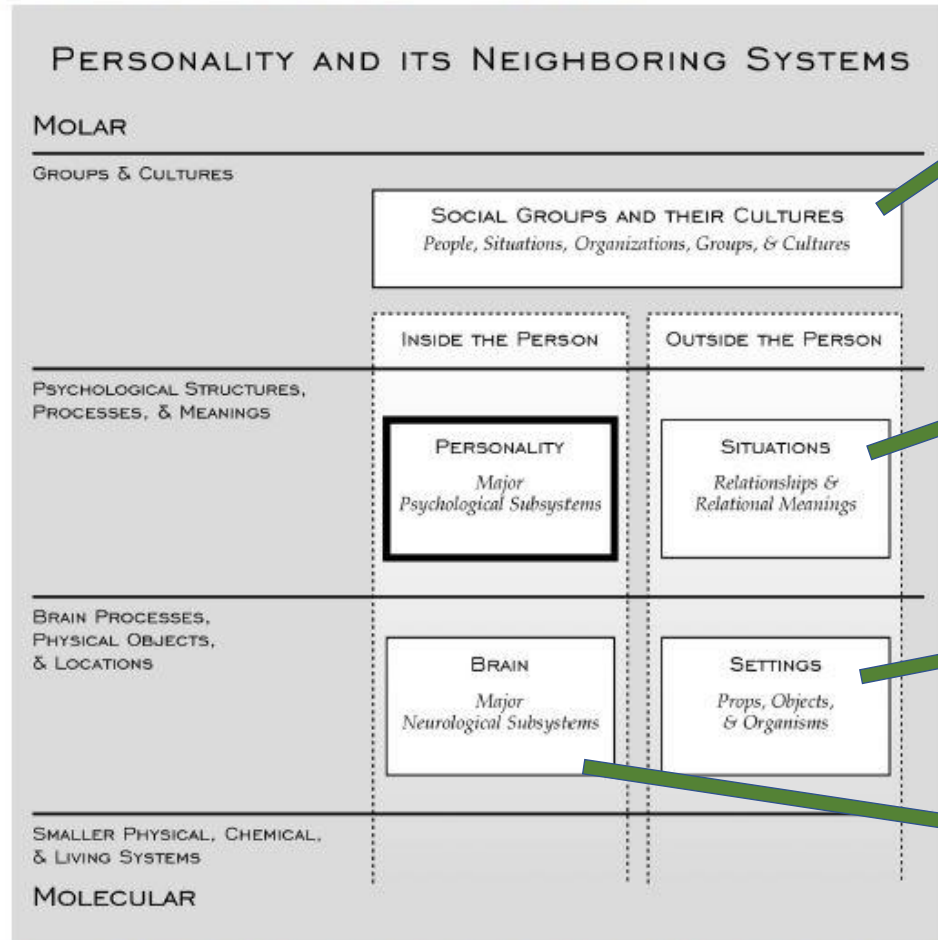 PERSONALITY AND ITS NEIGHBORING SYSTEMS
MOLAR
GROUPS & CULTURES
SOCIAL GROUPS AND THEIR CULTURES
People, Situations, Organizations, Groups, & Cultures
INSIDE THE PERSON
OUTSIDE THE PERSON
PSYCHOLOGICAL STRUCTURES,
PROCESSES, & MEANINGS
PERSONALITY
Major
Psychological Subsystems
SITUATIONS
Relationships &
Relational Meanings
BRAIN PROCESSES,
PHYSICAL OBJECTS,
& LOCATIONS
BRAIN
Major
Neurological Subsystems
SETTINGS
Props, Objects,
& Organisms
SMALLER PHYSICAL, CHEMICAL,
& LIVING SYSTEMS
MOLECULAR